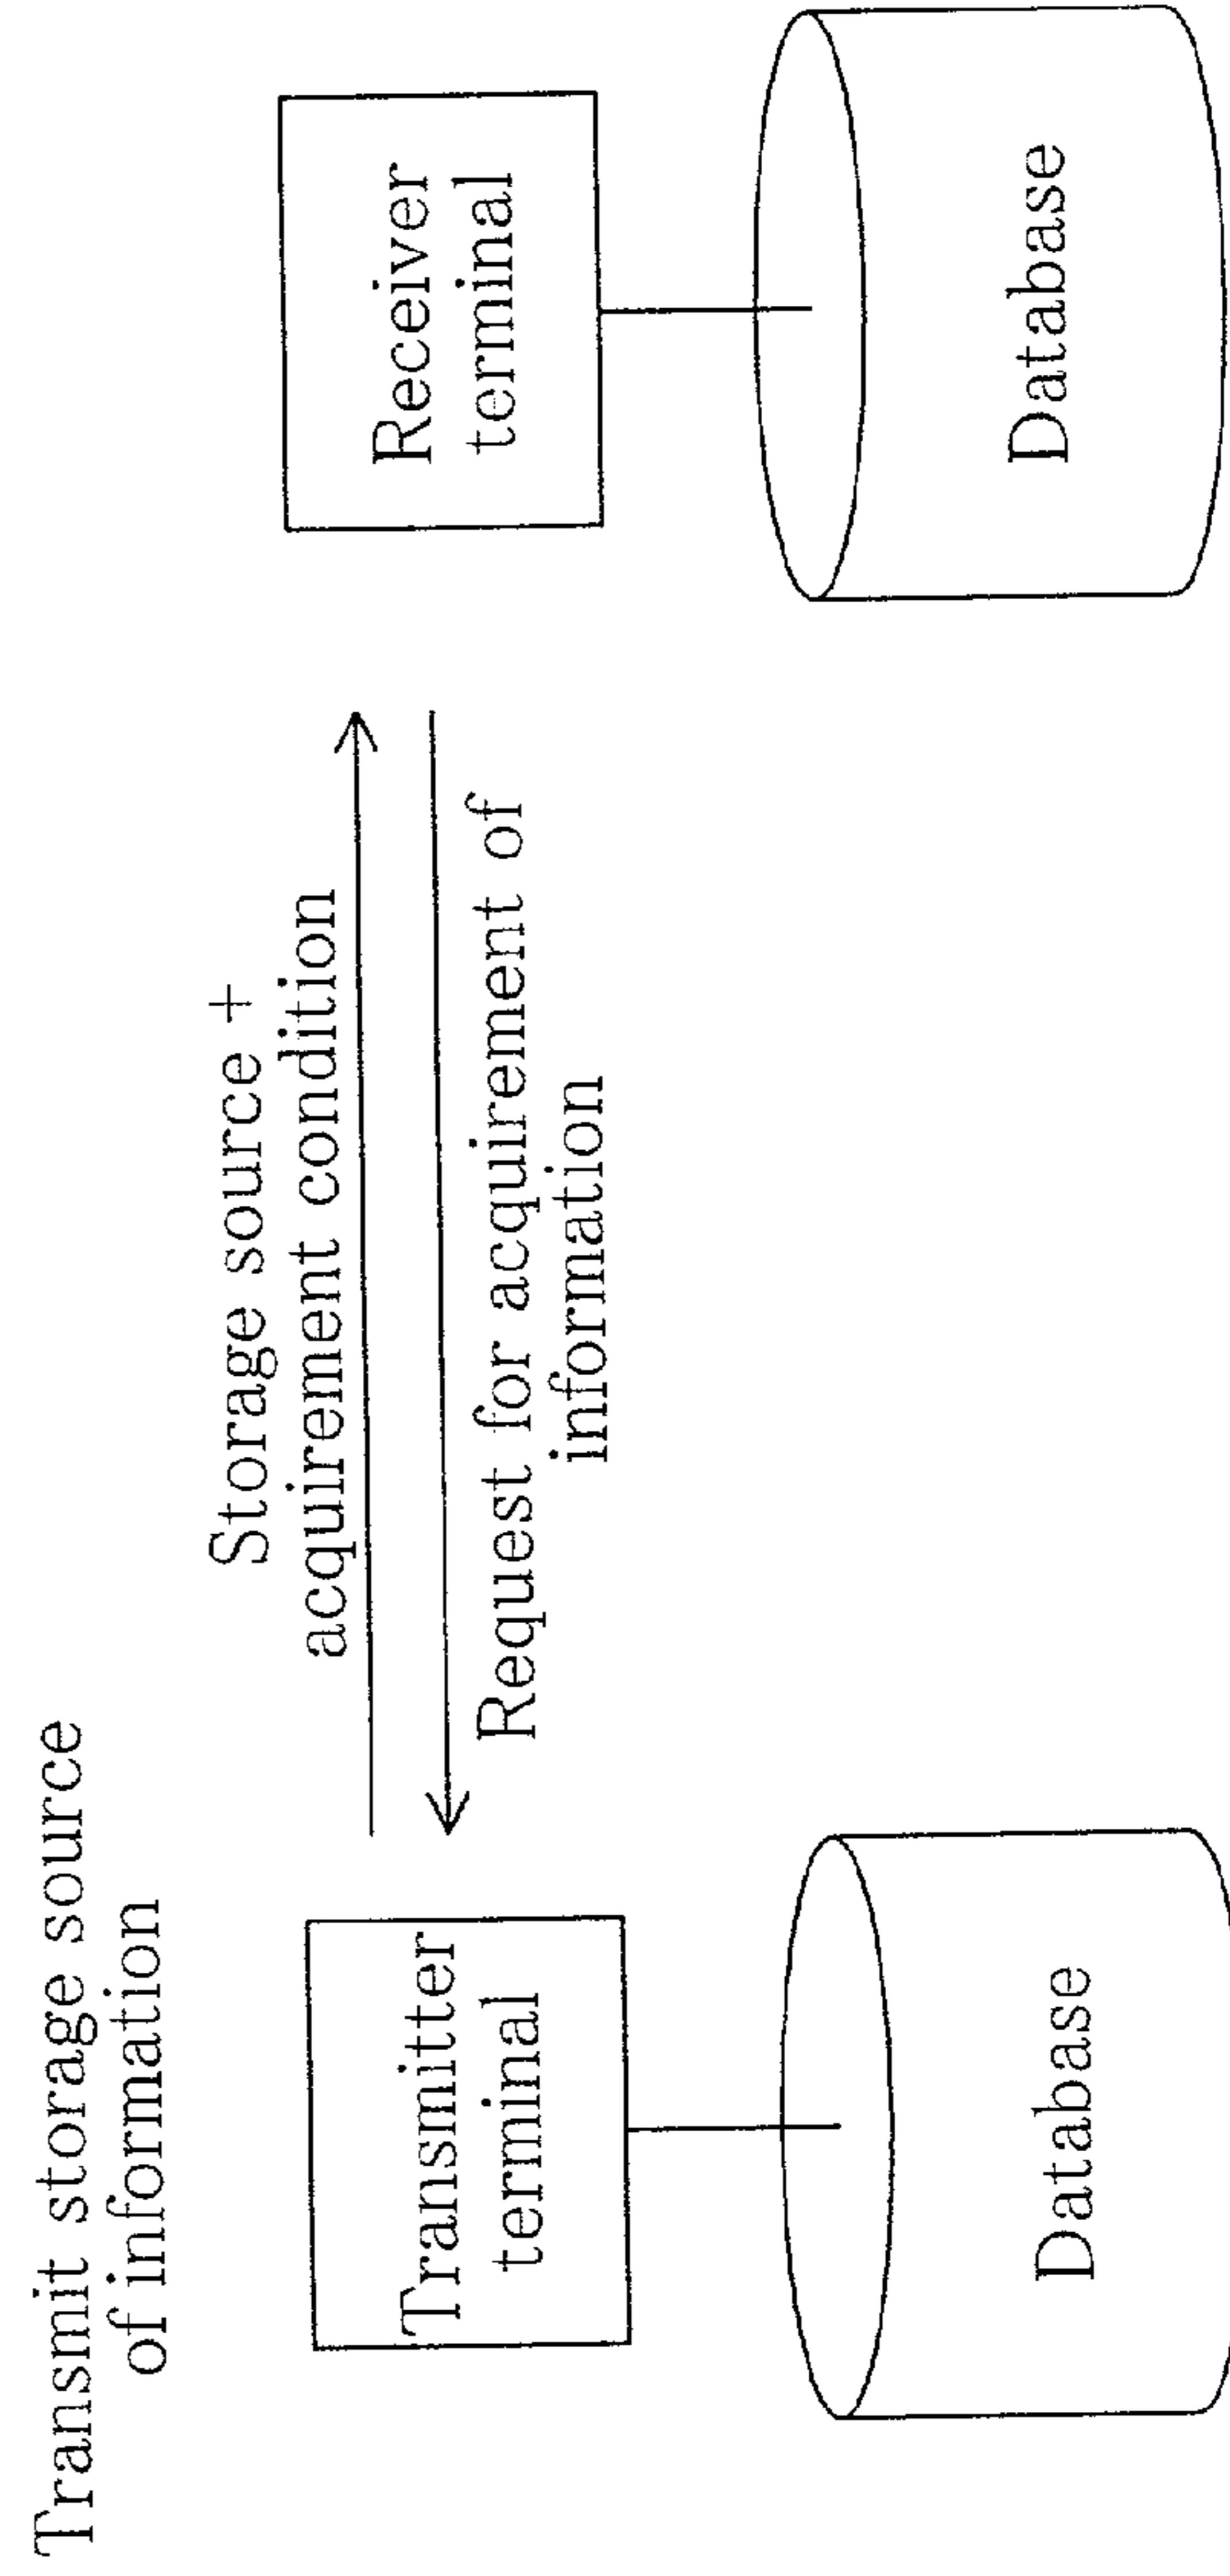 Transmit storage source
of information
Storage source +
acquirement condition
Request for acquirement of
information
Transmitter
terminal
Receiver
terminal
Database
Database